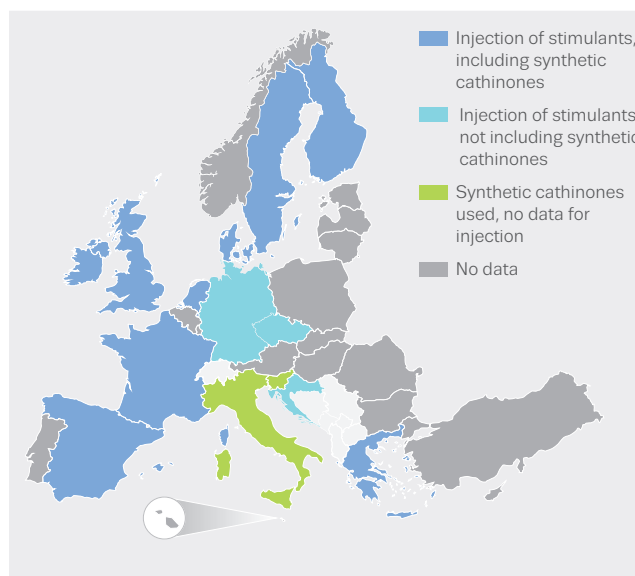 Injection of stimulants,
including synthetic
cathinones
Injection of stimulants
not including synthetic
cathinones
Synthetic cathinones
used, no data for
injection
No data